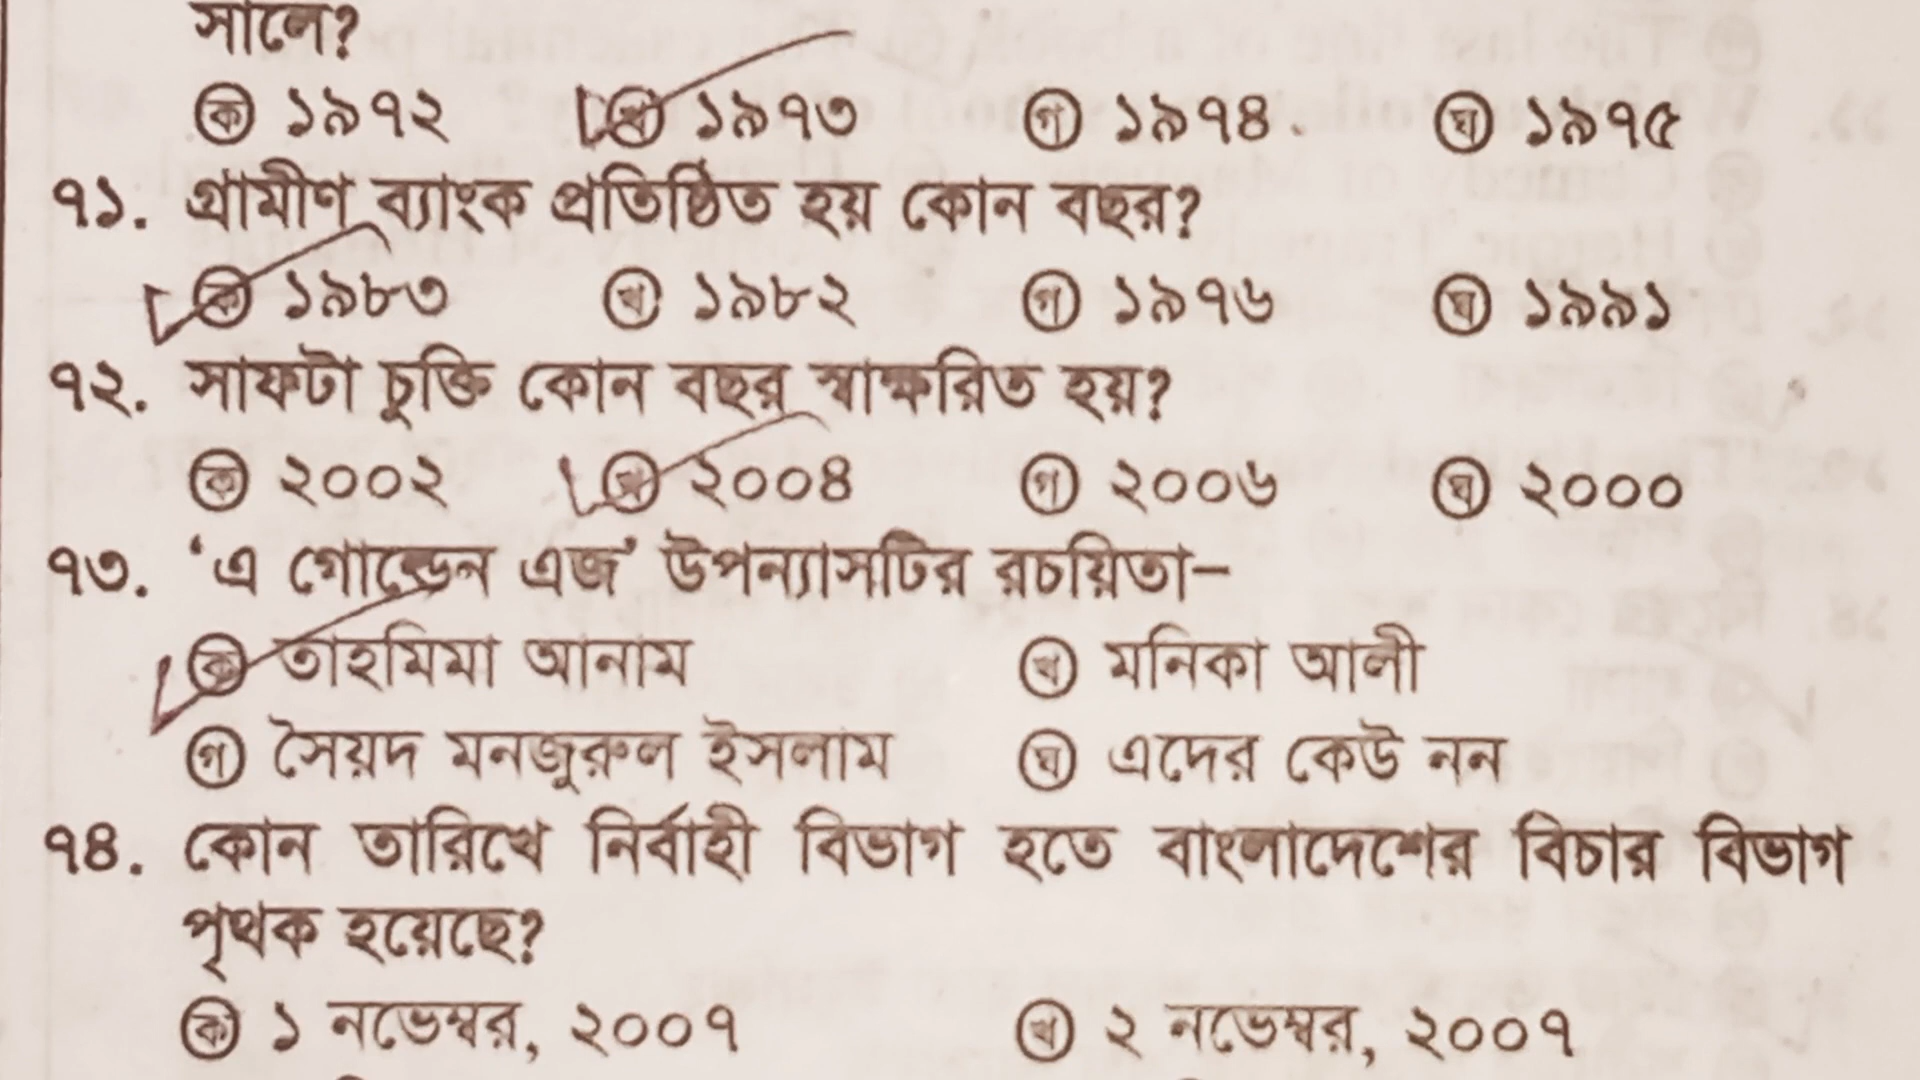 সালে?
ক ১৯৭২ খ ১৯৭৩ গ ১৯৭৪ ঘ ১৯৭৫
৭১. গ্রামীণ ব্যাংক প্রতিষ্ঠিত হয় কোন বছর?
ক ১৯৮৩ খ ১৯৮২ গ ১৯৭৬ ঘ ১৯৯১
৭২. সাফটা চুক্তি কোন বছর স্বাক্ষরিত হয়?
ক ২০০২ খ ২০০৪ গ ২০০৬ ঘ ২০০০
৭৩. ‘এ গোল্ডেন এজ’ উপন্যাসটির রচয়িতা–
ক তাহমিমা আনাম খ মনিকা আলী
গ সৈয়দ মনজুরুল ইসলাম ঘ এদের কেউ নন
৭৪. কোন তারিখে নির্বাহী বিভাগ হতে বাংলাদেশের বিচার বিভাগ
পৃথক হয়েছে?
ক ১ নভেম্বর, ২০০৭ খ ২ নভেম্বর, ২০০৭